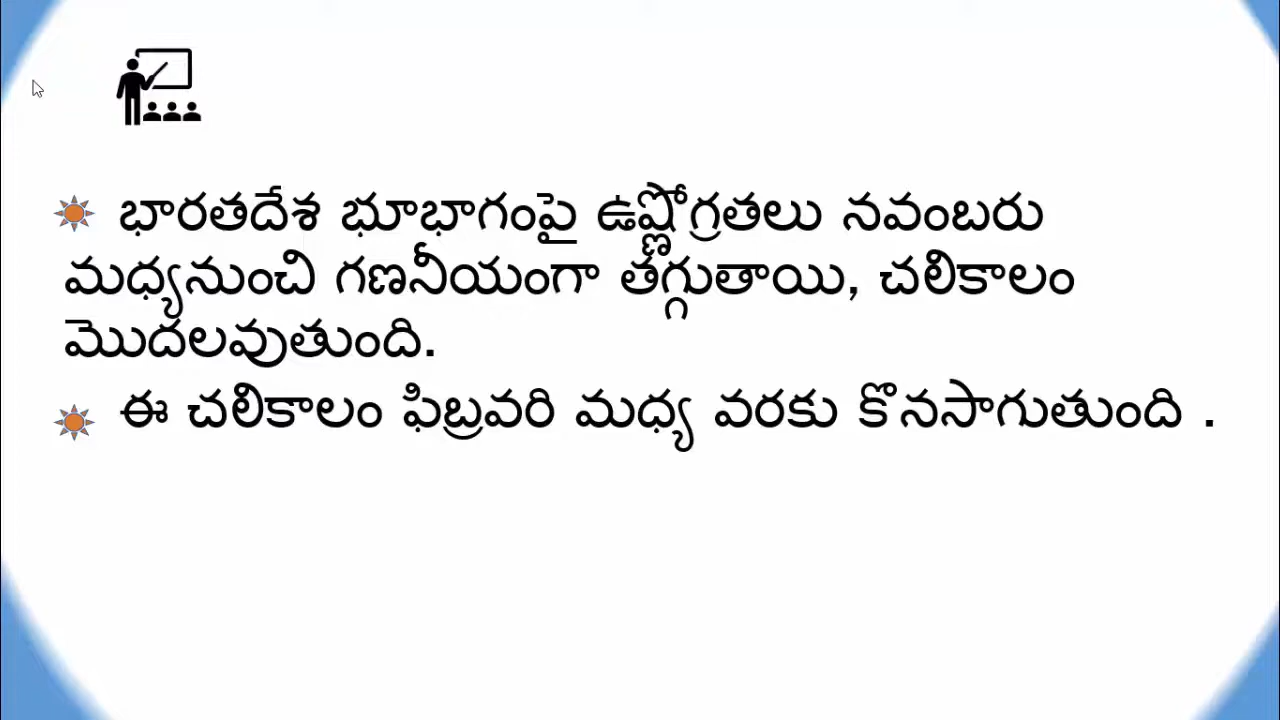 భారతదేశ భూభాగంపై ఉష్ణోగ్రతలు నవంబరు
మధ్యనుంచి గణనీయంగా తగ్గుతాయి, చలికాలం
మొదలవుతుంది.
ఈ చలికాలం ఫిబ్రవరి మధ్య వరకు కొనసాగుతుంది .